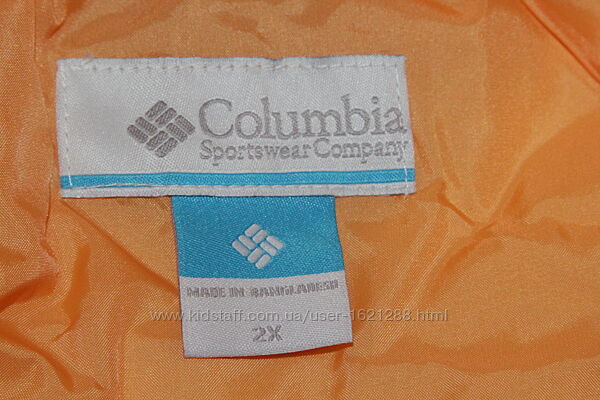 Columbia
Sportswear Company
MADE IN BANGLADESH
www.kidstaff.com.ua/user-1621288.html
2X